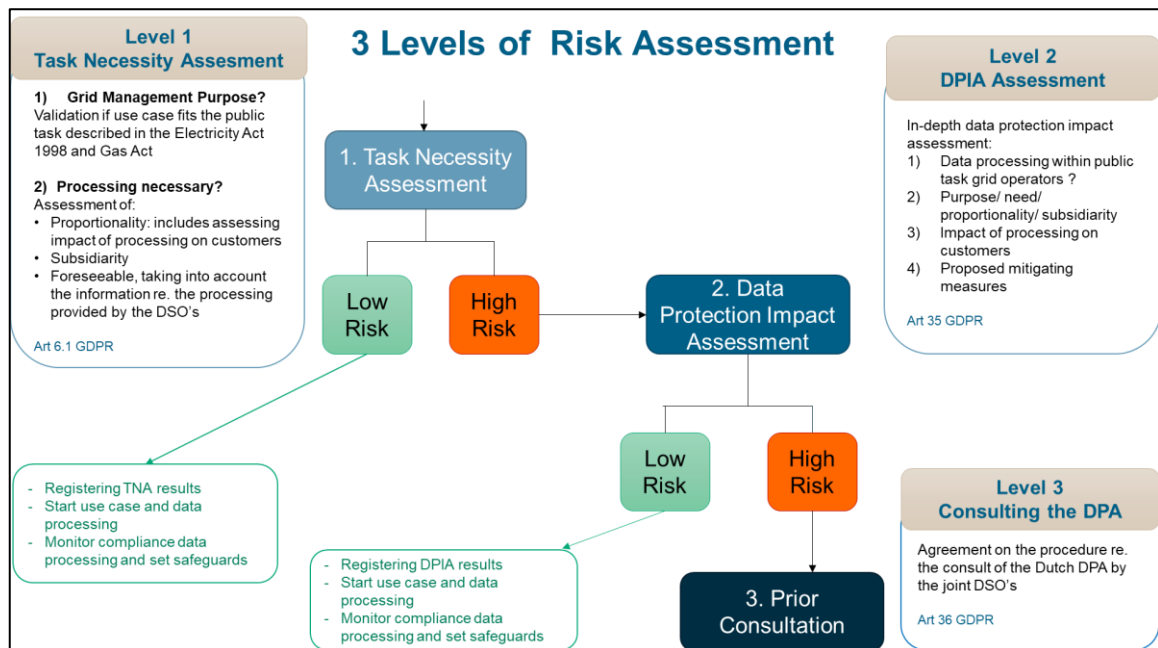 3 Levels of Risk Assessment
Level 1
Task Necessity Assesment
1) Grid Management Purpose?
Validation if use case fits the public
task described in the Electricity Act
1998 and Gas Act
2) Processing necessary?
Assessment of:
• Proportionality: includes assessing
impact of processing on customers
• Subsidiarity
• Foreseeable, taking into account
the information re. the processing
provided by the DSO's
Art 6.1 GDPR
1. Task Necessity
Assessment
Low
Risk
High
Risk
2. Data
Protection Impact
Assessment
Level 2
DPIA Assessment
In-depth data protection impact
assessment:
1) Data processing within public
task grid operators ?
2) Purpose/ need/
proportionality/ subsidiarity
3) Impact of processing on
customers
4) Proposed mitigating
measures
Art 35 GDPR
- Registering TNA results
- Start use case and data
processing
- Monitor compliance data
processing and set safeguards
Low
Risk
High
Risk
- Registering DPIA results
- Start use case and data
processing
- Monitor compliance data
processing and set safeguards
3. Prior
Consultation
Level 3
Consulting the DPA
Agreement on the procedure re.
the consult of the Dutch DPA by
the joint DSO's
Art 36 GDPR